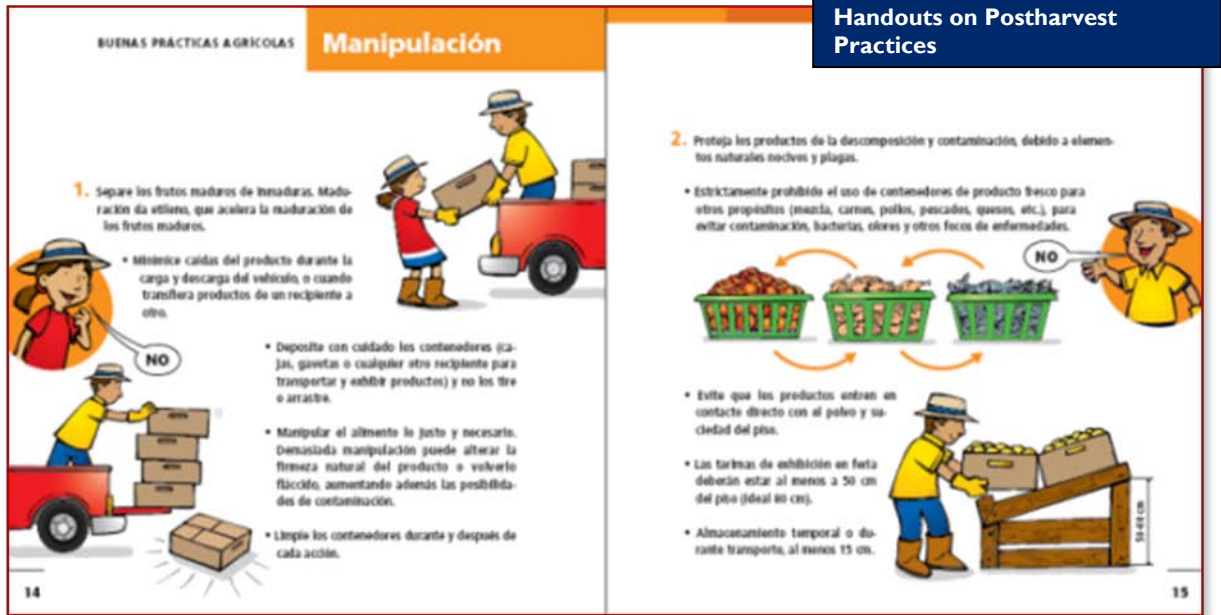 Handouts on Postharvest
Practices
BUENAS PRÁCTICAS AGRÍCOLAS
Manipulación
1. Separe los frutos maduros de inmaduras. Madu-
ración da etileno, que acelera la maduración de
los frutos maduros.
• Minimice caídas del producto durante la
carga y descarga del vehículo, o cuando
transfiera productos de un recipiente a
otro.
NO
• Deposite con cuidado los contenedores (ca-
jas, gavetas o cualquier otro recipiente para
transportar y exhibir productos) y no los tire
o arrastre.
• Manipular el alimento lo justo y necesario.
Demasiada manipulación puede alterar la
firmeza natural del producto o volverlo
fláccido, aumentando además las posibilida-
des de contaminación.
• Limpie los contenedores durante y después de
cada acción.
14
2. Proteja los productos de la descomposición y contaminación, debido a elemen-
tos naturales nocivos y plagas.
• Estrictamente prohibido el uso de contenedores de producto fresco para
otros propósitos (mezcla, carnes, pollos, pescados, quesos, etc.), para
evitar contaminación, bacterias, olores y otros focos de enfermedades.
NO
• Evite que los productos entren en
contacto directo con el polvo y su-
ciedad del piso.
• Las tarimas de exhibición en feria
deberán estar al menos a 50 cm
del piso (ideal 80 cm).
• Almacenamiento temporal o du-
rante transporte, al menos 15 cm.
50-80 cm
15